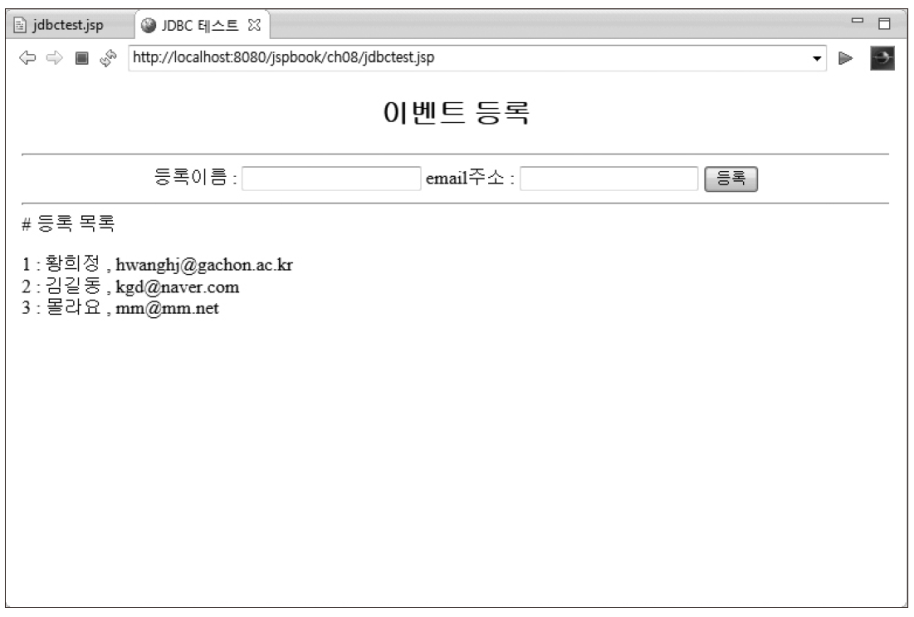 jdbctest.jsp JDBC 테스트
http://localhost:8080/jspbook/ch08/jdbctest.jsp
이벤트 등록
등록이름 : email주소 : 등록
# 등록 목록
1 : 황희정 , hwanghj@gachon.ac.kr
2 : 김길동 , kgd@naver.com
3 : 몰라요 , mm@mm.net